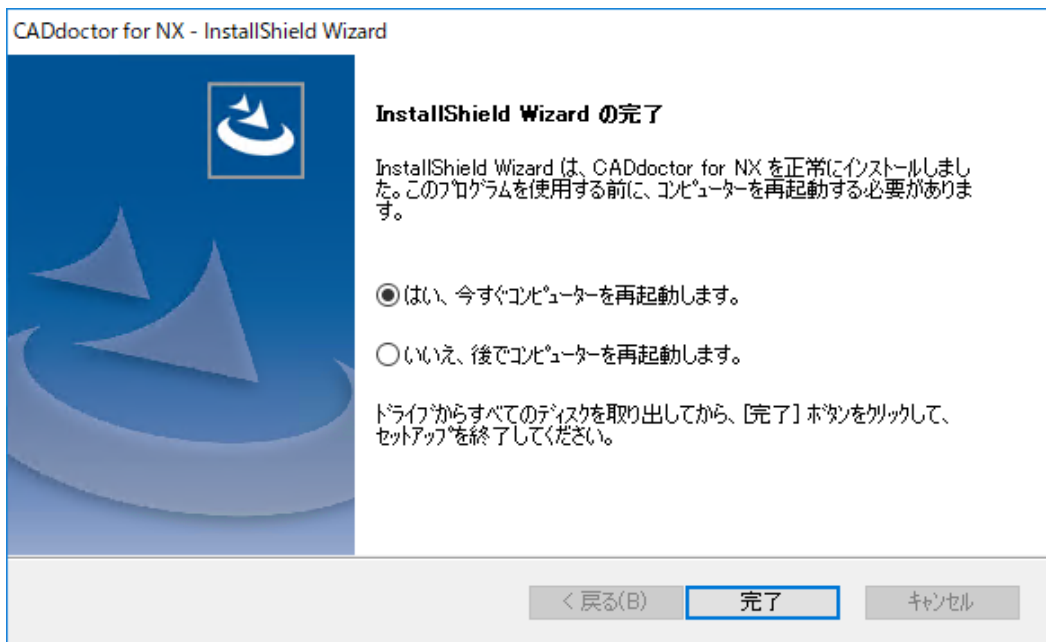 CADdoctor for NX - InstallShield Wizard
InstallShield Wizard の完了
InstallShield Wizard は、CADdoctor for NX を正常にインストールしまし
た。このプログラムを使用する前に、コンピューターを再起動する必要がありま
す。
はい、今すぐコンピューターを再起動します。
いいえ、後でコンピューターを再起動します。
ドライブからすべてのディスクを取り出してから、[完了] ボタンをクリックして、
セットアップを終了してください。
< 戻る(B)
完了
キャンセル